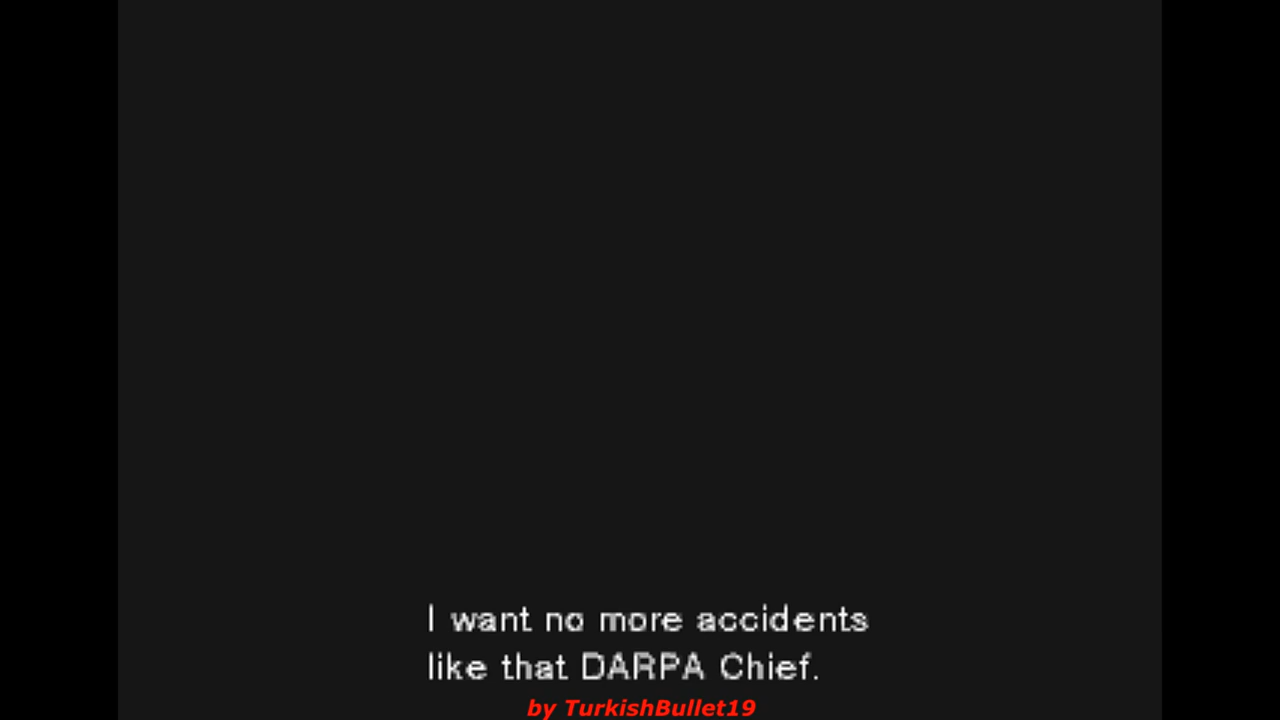 I want no more accidents
like that DARPA Chief.
by TurkishBullet19